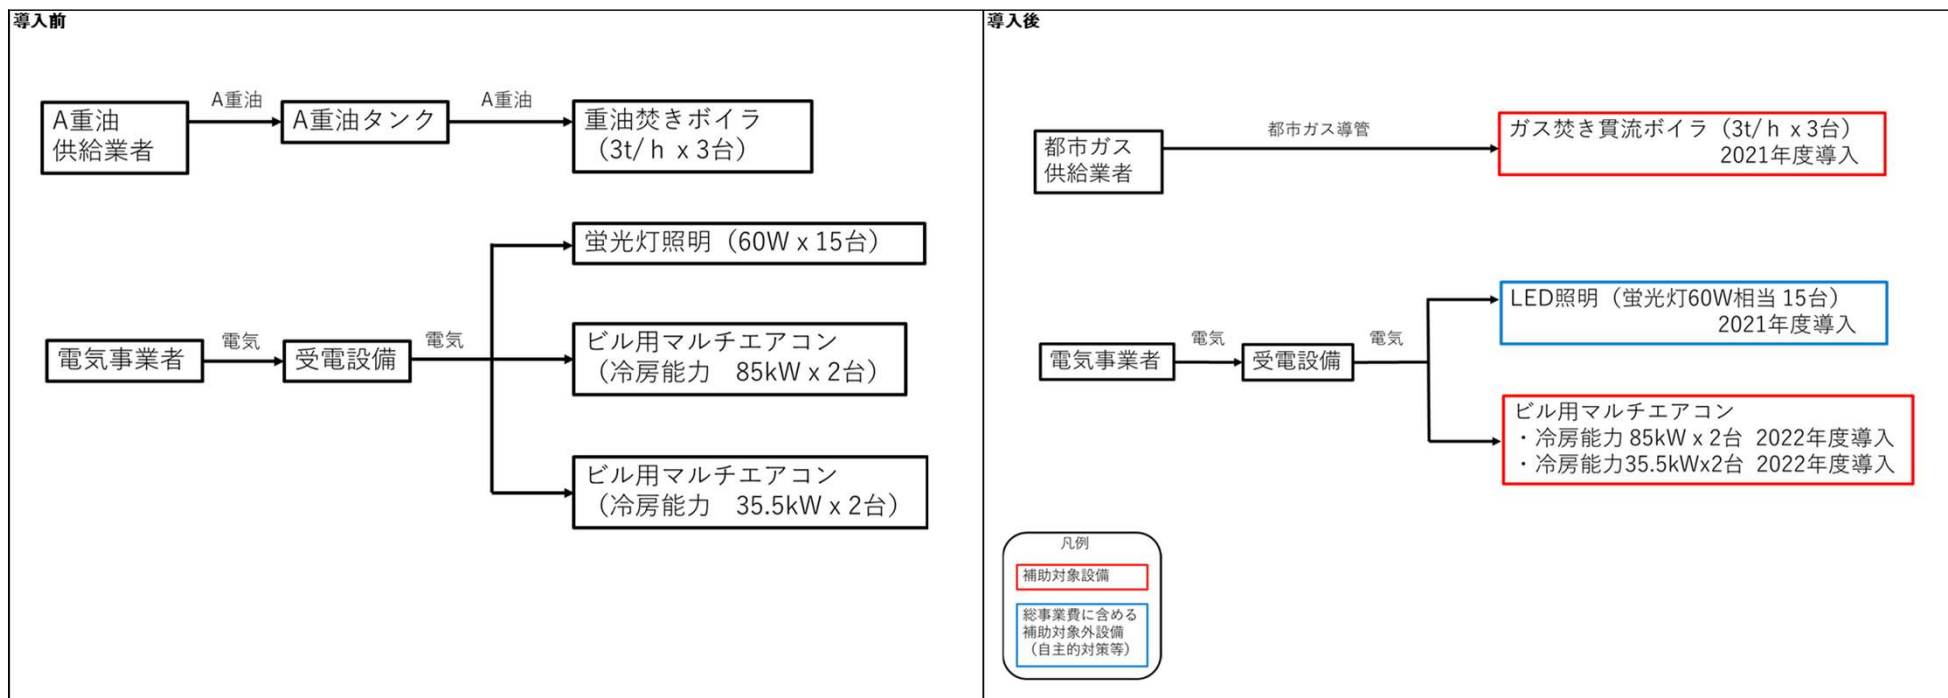 導入前
A重油
供給業者
A重油
A重油タンク
A重油
重油焚きボイラ
（3t/ｈ x 3台）
蛍光灯照明（60W x 15台）
電気事業者
電気
受電設備
電気
ビル用マルチエアコン
（冷房能力　85kW x 2台）
ビル用マルチエアコン
（冷房能力　35.5kW x 2台）
導入後
都市ガス
供給業者
都市ガス導管
ガス焚き貫流ボイラ（3t/ｈ x 3台）
2021年度導入
LED照明（蛍光灯60W相当 15台）
2021年度導入
電気事業者
電気
受電設備
電気
ビル用マルチエアコン
・冷房能力 85kW x 2台 2022年度導入
・冷房能力35.5kWx2台 2022年度導入
凡例
補助対象設備
総事業費に含める
補助対象外設備
（自主的対策等）